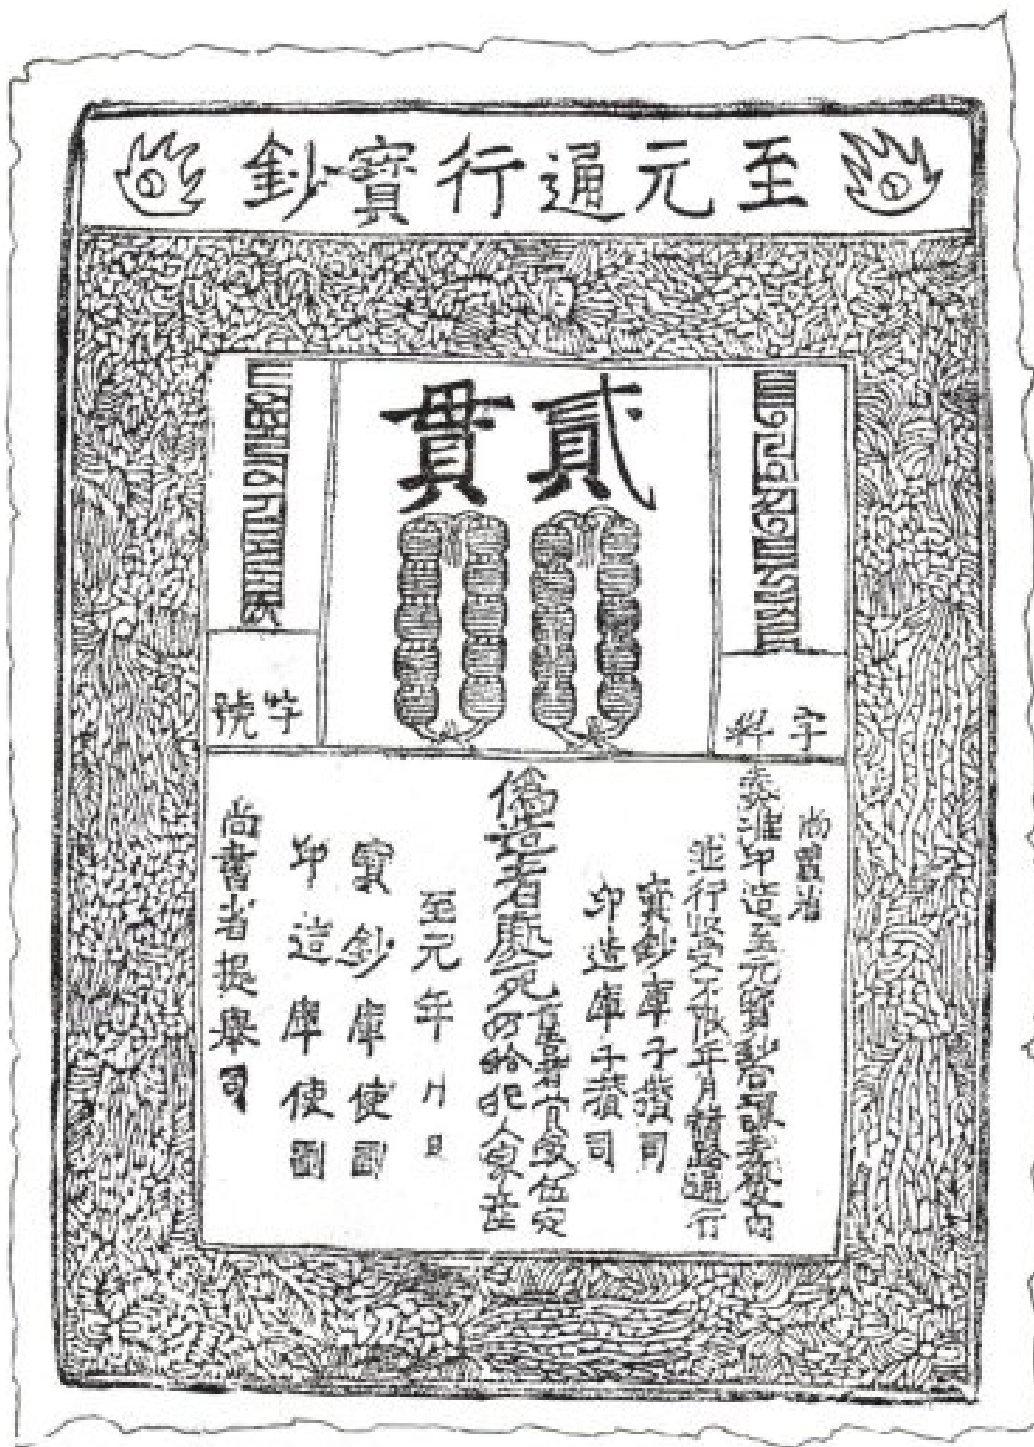 至元通行寶鈔
貳貫
字料
字號
尚書省
奏准印造至元寶鈔宣課差役內
並行收受不限年月諸路通行
寶鈔庫子攢司
印造庫子攢司
偽造者處死
首告者賞銀伍定
仍給犯人家產
至元年月日
寶鈔庫使副
印造庫使副
尚書省提舉司